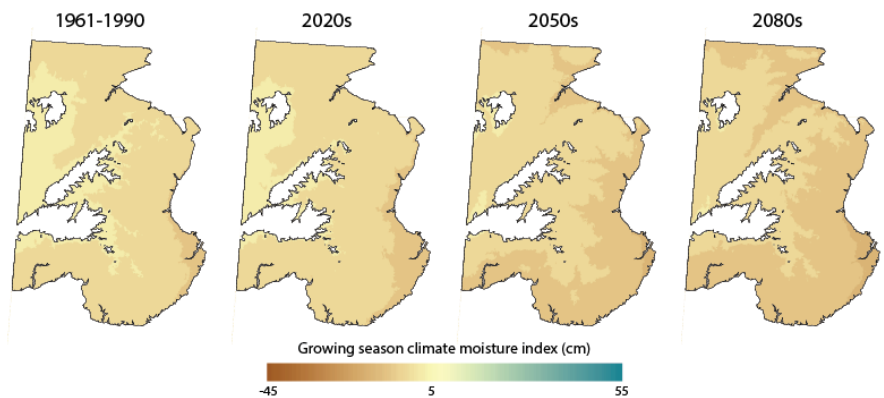 1961-1990
2020s
2050s
2080s
Growing season climate moisture index (cm)
-45
5
55